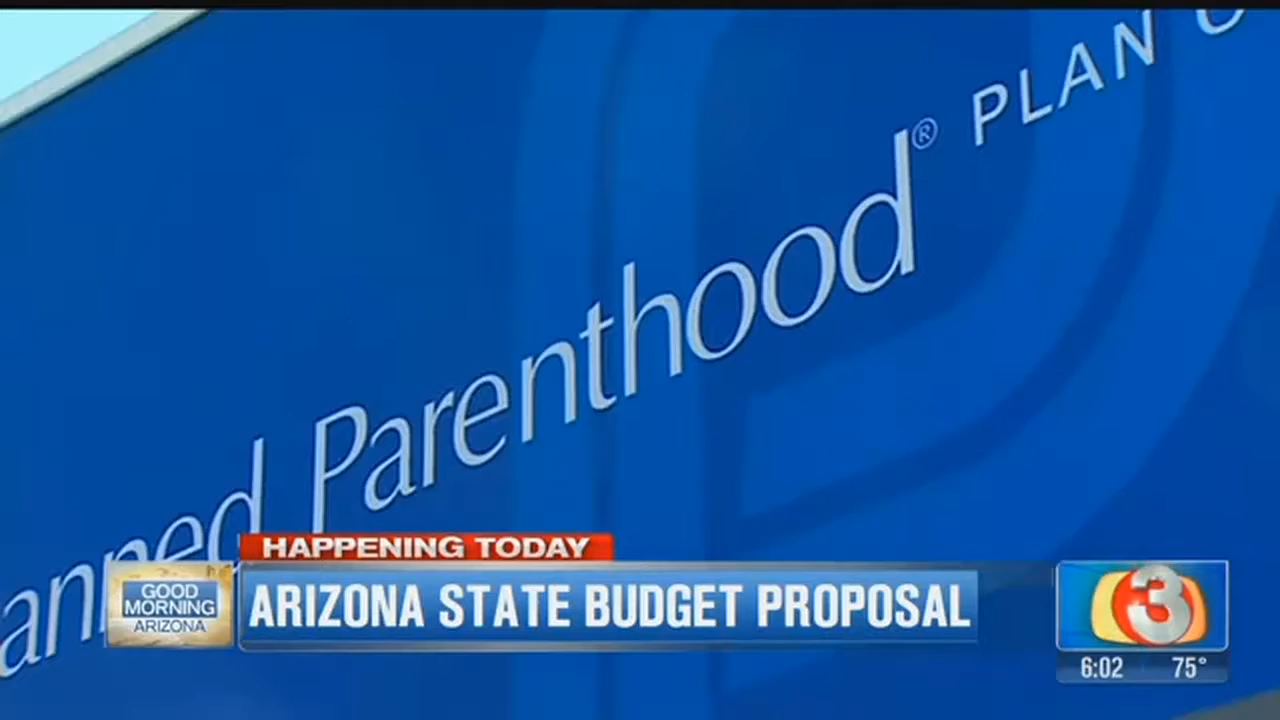 anned Parenthood® PLAN
HAPPENING TODAY
GOOD
MORNING
ARIZONA
ARIZONA STATE BUDGET PROPOSAL
3
6:02 75°